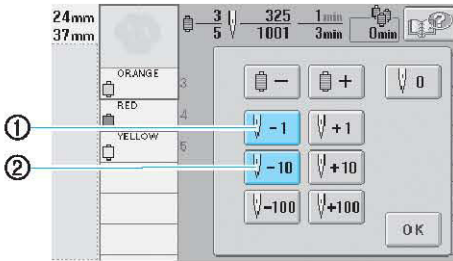 24mm
37mm
3
5
325
1001
1min
3min
0min
ORANGE
3
RED
4
YELLOW
5
①
②
−
+
0
−1
+1
−10
+10
−100
+100
OK